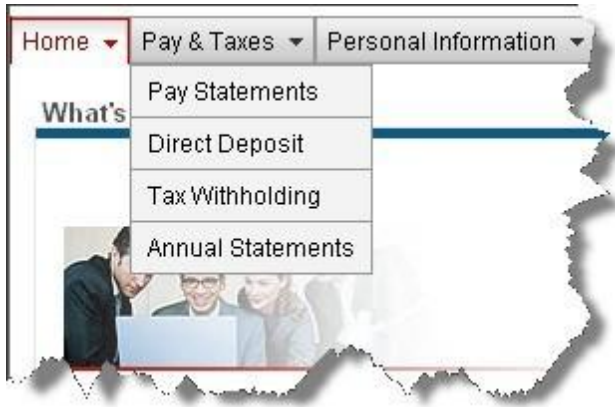 Home Pay & Taxes Personal Information
Pay Statements
What's
Direct Deposit
Tax Withholding
Annual Statements